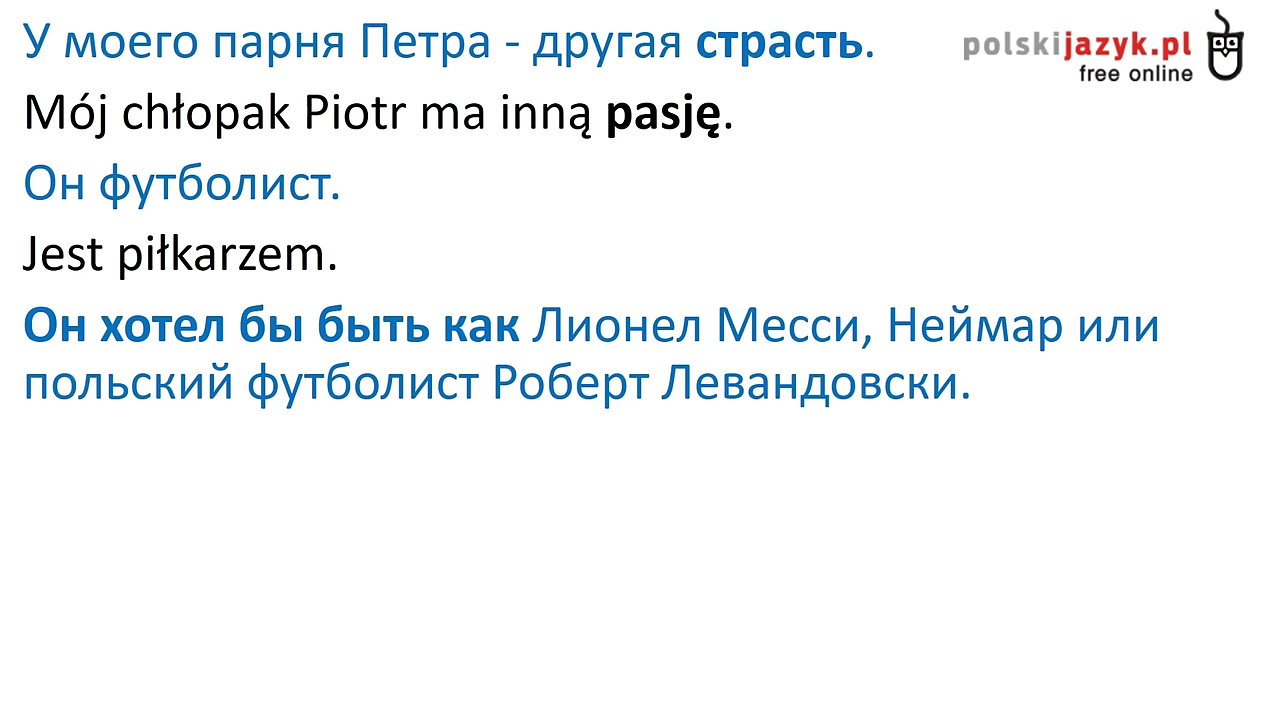 У моего парня Петра - другая страсть.
polskijazyk.pl
free online
Mój chłopak Piotr ma inną pasję.
Он футболист.
Jest piłkarzem.
Он хотел бы быть как Лионел Месси, Неймар или
польский футболист Роберт Левандовски.